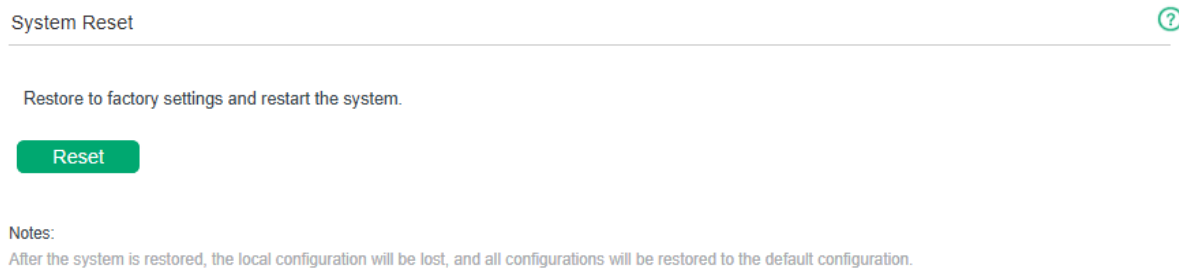 System Reset
?
Restore to factory settings and restart the system.
Reset
Notes:
After the system is restored, the local configuration will be lost, and all configurations will be restored to the default configuration.